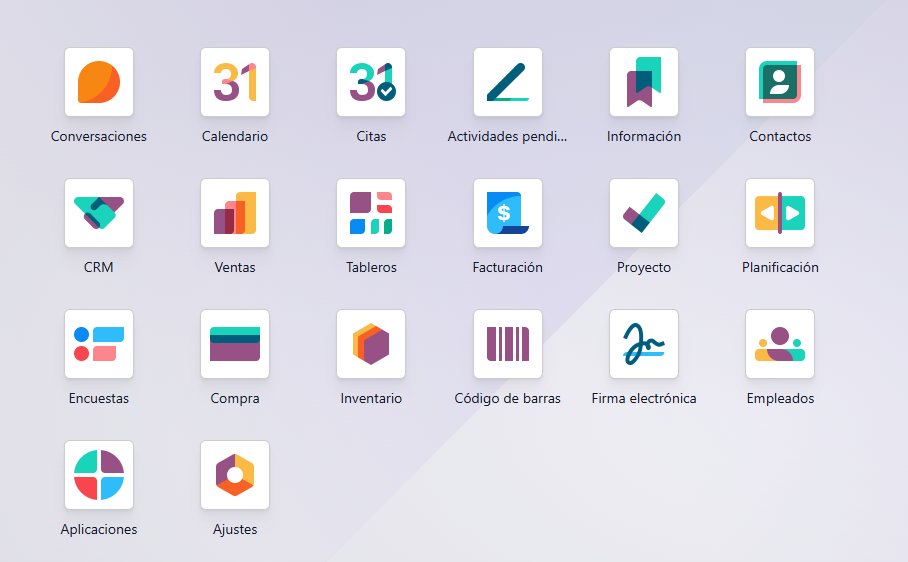 31
31
Conversaciones
Calendario
Citas
Actividades pendi...
Información
Contactos
$
CRM
Ventas
Tableros
Facturación
Proyecto
Planificación
Encuestas
Compra
Inventario
Código de barras
Firma electrónica
Empleados
Aplicaciones
Ajustes